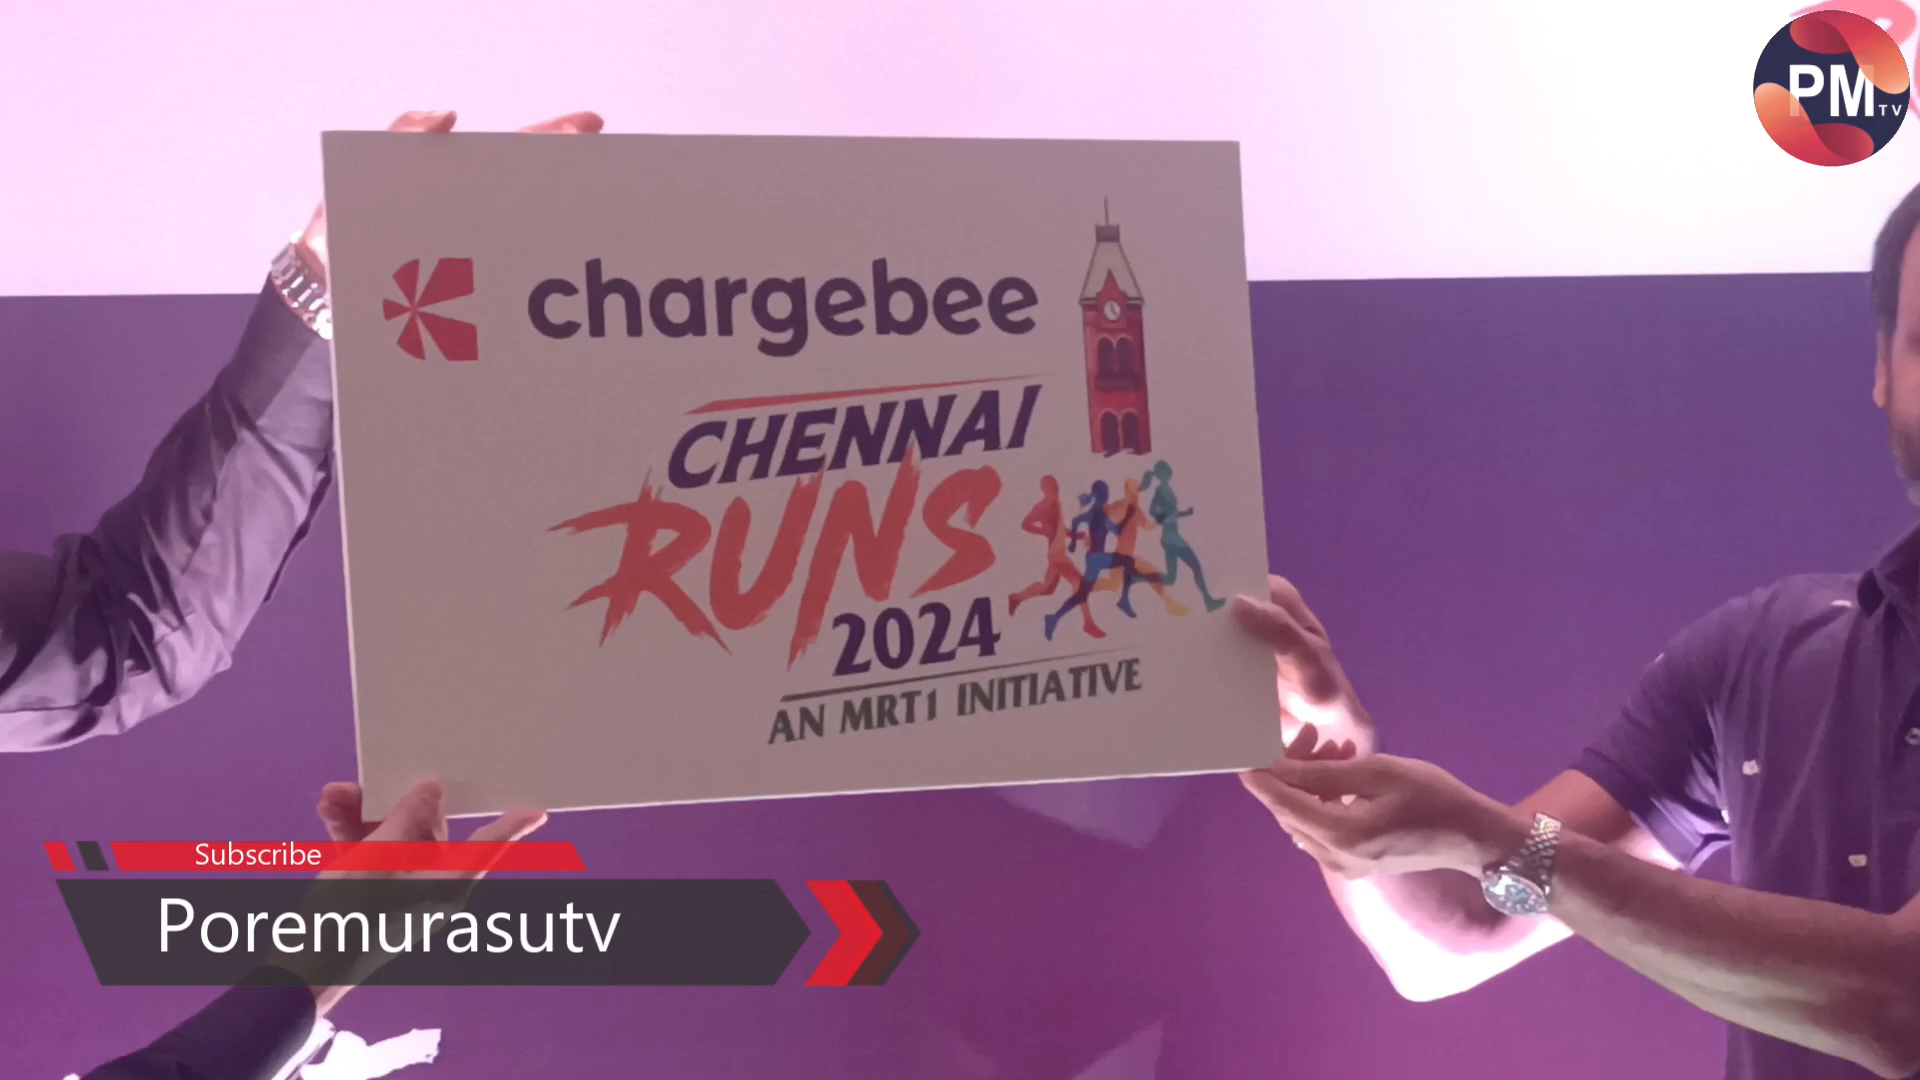 PM
TV
chargebee
CHENNAI
RUNS
2024
AN MRT1 INITIATIVE
Subscribe
Poremurasutv